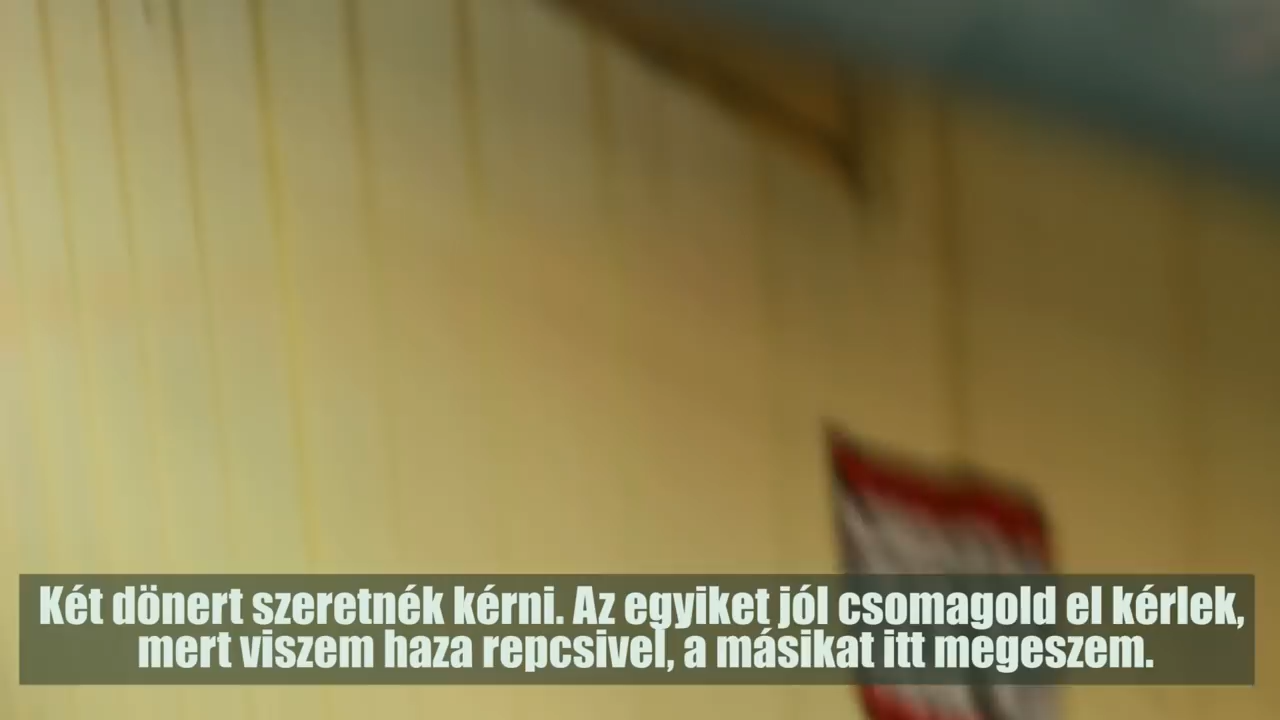 Két dönert szeretnék kérni. Az egyiket jól csomagold el kérlek,
mert viszem haza repcsivel, a másikat itt megeszem.